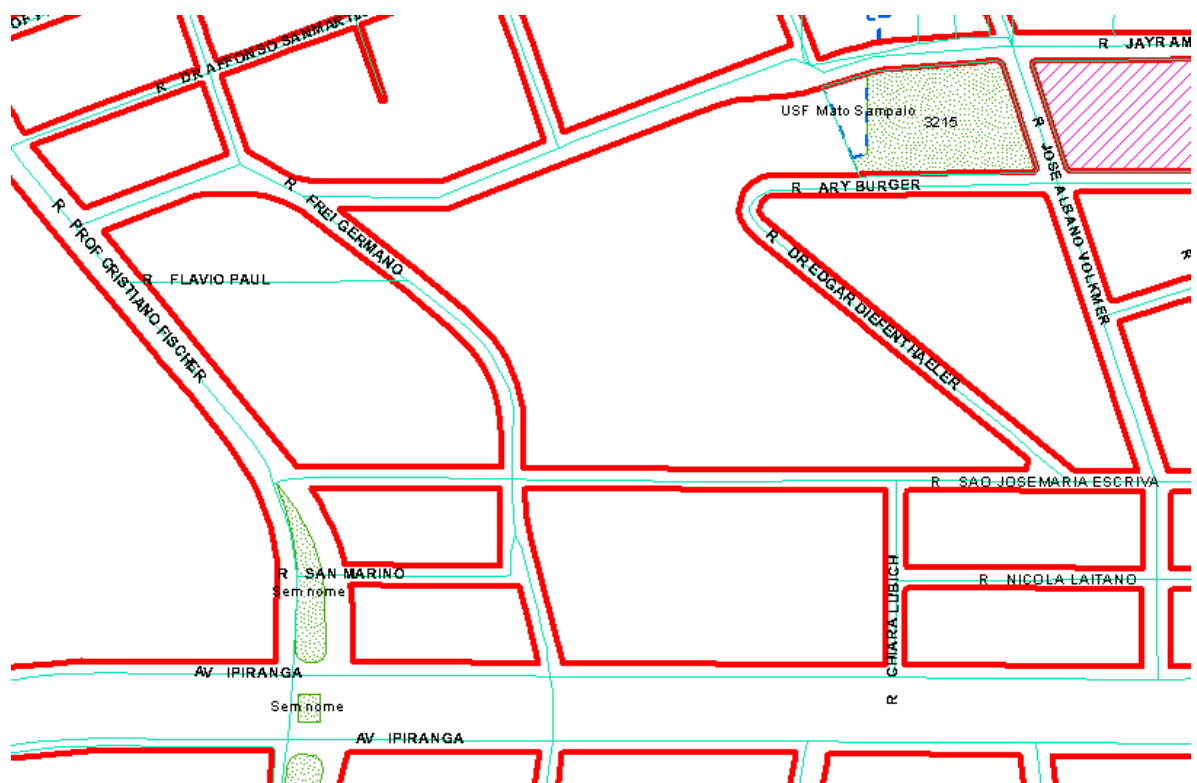 R DR AFFONSO SANMARTI
R JAYR AM
USF Mato Sampaio
3215
R JOSE ALBANO VOLKMER
R ARY BURGER
R FREI GERMANO
R PROF CRISTIANO FISCHER
R DR EDGAR DIEFENTHAELER
R FLAVIO PAUL
R
R SAO JOSEMARIA ESCRIVA
R SAN MARINO
R NICOLA LAITANO
Sem nome
R CHIARA LUBICH
AV IPIRANGA
Sem nome
AV IPIRANGA